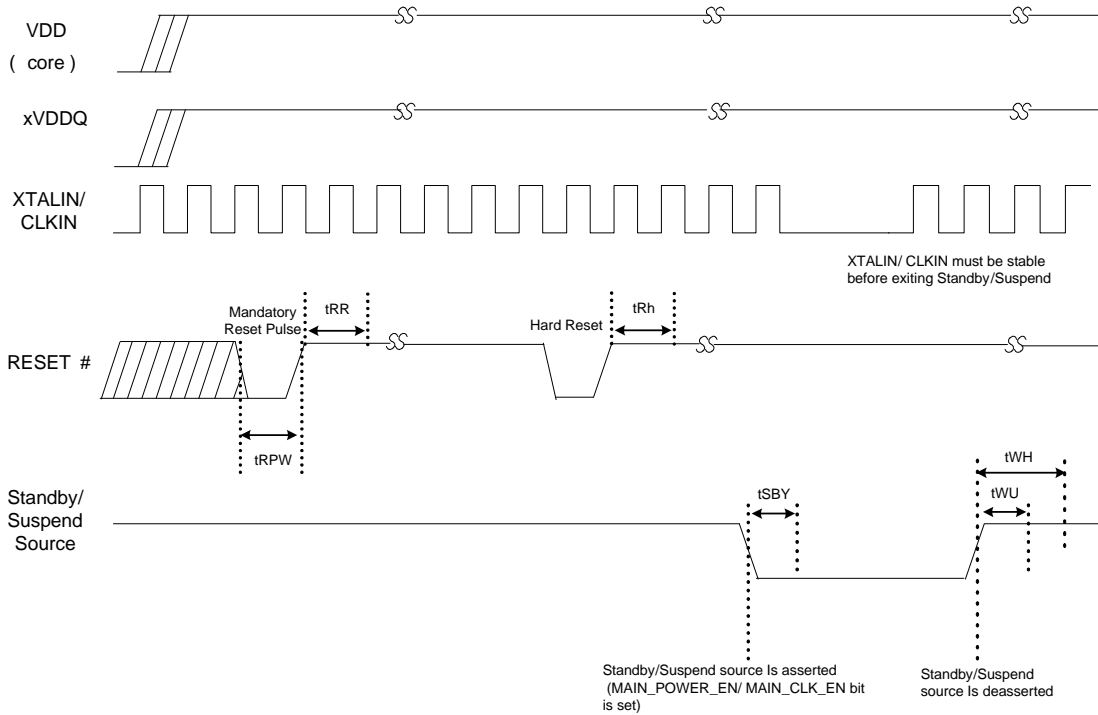 VDD
( core )
xVDDQ
XTALIN/
CLKIN
XTALIN/ CLKIN must be stable
before exiting Standby/Suspend
Mandatory
Reset Pulse
tRR
Hard Reset
tRh
RESET #
tRPW
tWH
Standby/
Suspend
Source
tSBY
tWU
Standby/Suspend source Is asserted
(MAIN_POWER_EN/ MAIN_CLK_EN bit
is set)
Standby/Suspend
source Is deasserted